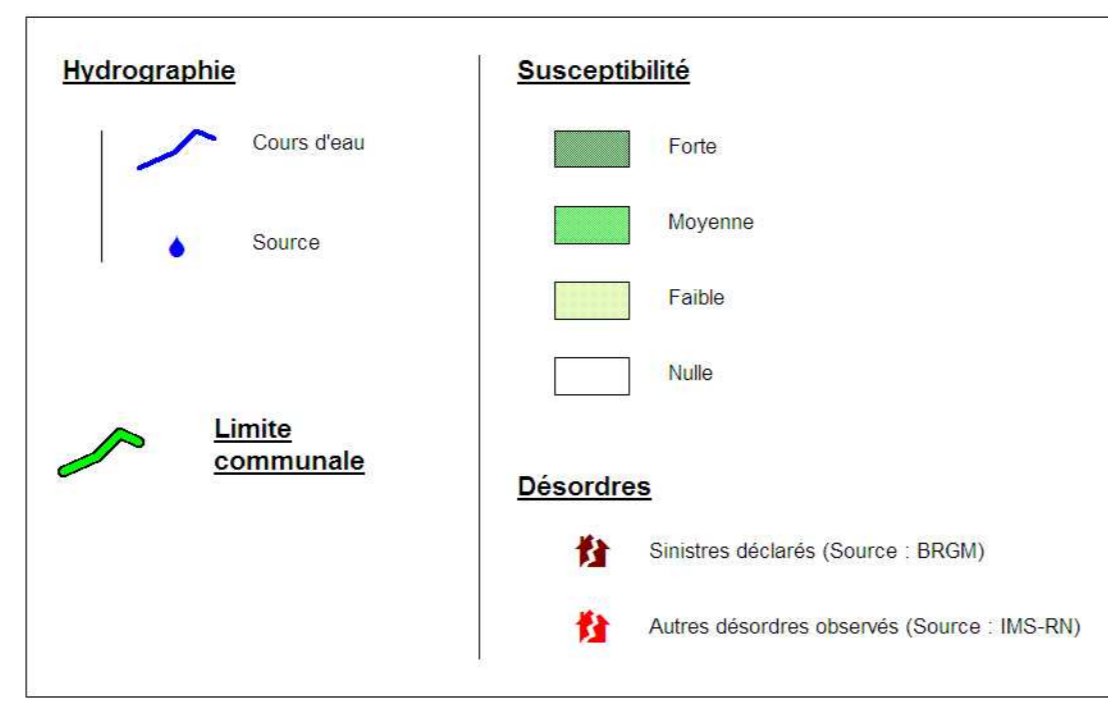 Hydrographie
Cours d'eau
Source
Limite
communale
Susceptibilité
Forte
Moyenne
Faible
Nulle
Désordres
Sinistres déclarés (Source : BRGM)
Autres désordres observés (Source : IMS-RN)